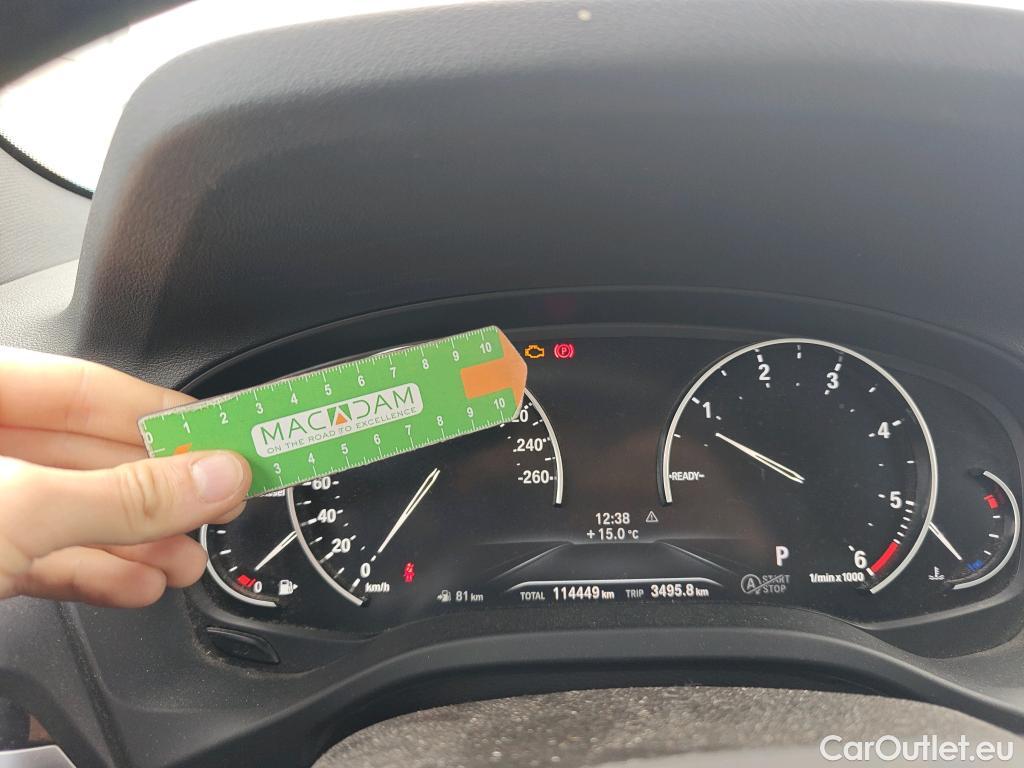 0 1 2 3 4 5 6 7 8 9 10
MACADAM
ON THE ROAD TO EXCELLENCE
3 4 5 6 7 8 9 10
P
240
260
60
40
20
0
km/h
0
1 2 3 4 5 6
READY
1/min x 1000
12:38
+ 15.0 °C
P
A START STOP
81 km
TOTAL 114449 km TRIP 3495.8 km
CarOutlet.eu